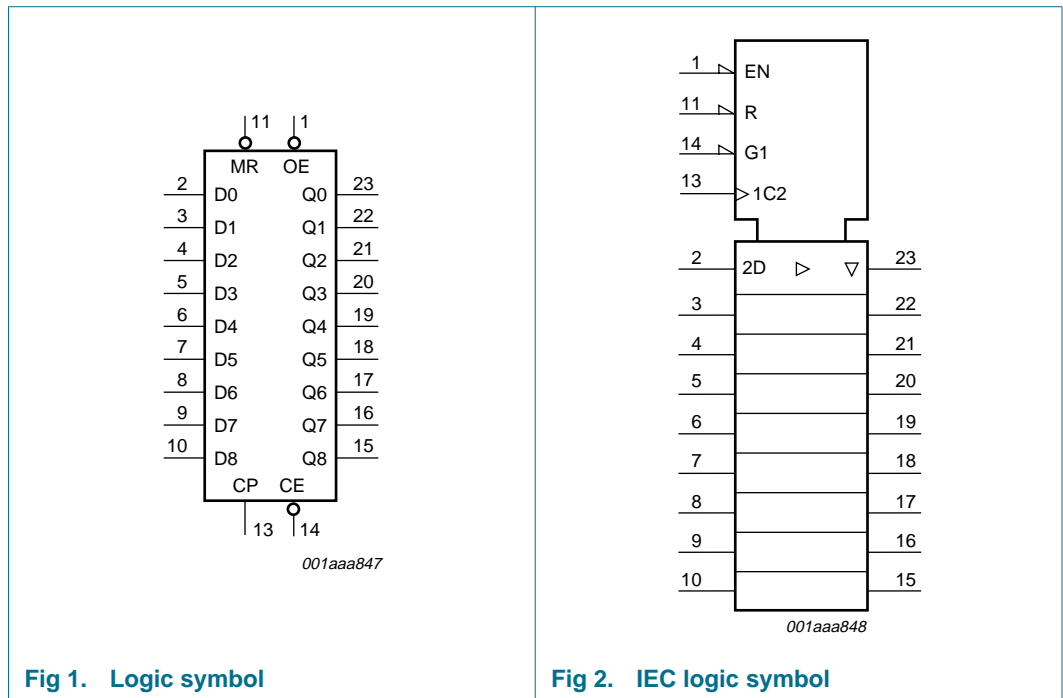 11 1
MR OE
2 D0 Q0 23
3 D1 Q1 22
4 D2 Q2 21
5 D3 Q3 20
6 D4 Q4 19
7 D5 Q5 18
8 D6 Q6 17
9 D7 Q7 16
10 D8 Q8 15
CP CE
13 14
001aaa847
Fig 1. Logic symbol
1 EN
11 R
14 G1
13 1C2
2 2D 23
3 22
4 21
5 20
6 19
7 18
8 17
9 16
10 15
001aaa848
Fig 2. IEC logic symbol